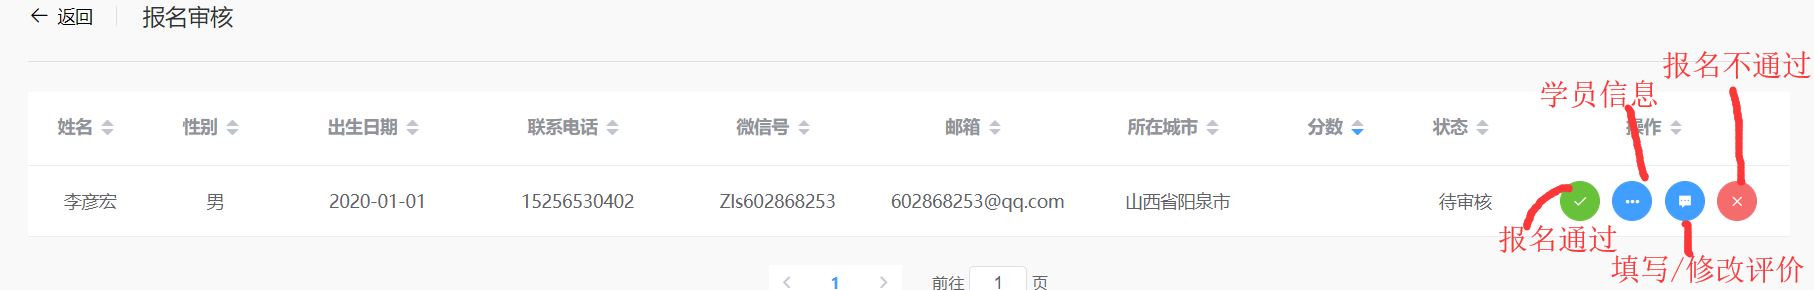 返回 报名审核
报名不通过
学员信息
姓名 性别 出生日期 联系电话 微信号 邮箱 所在城市 分数 状态 操作
李彦宏 男 2020-01-01 15256530402 Zls602868253 602868253@qq.com 山西省阳泉市 待审核
报名通过
填写/修改评价
1 前往 1 页